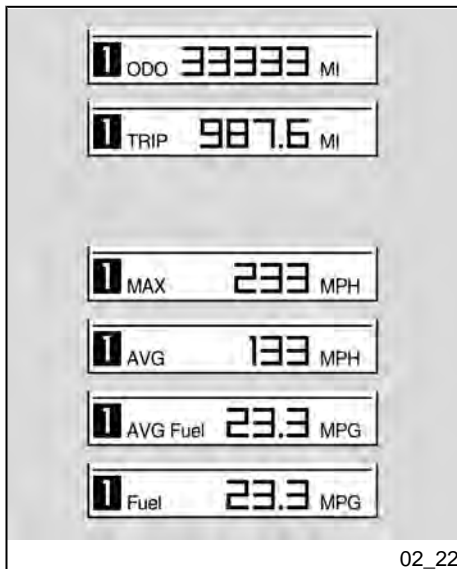 1 ODO 33333 MI
1 TRIP 987.6 MI
1 MAX 233 MPH
1 AVG 133 MPH
1 AVG Fuel 23.3 MPG
1 Fuel 23.3 MPG
02_22